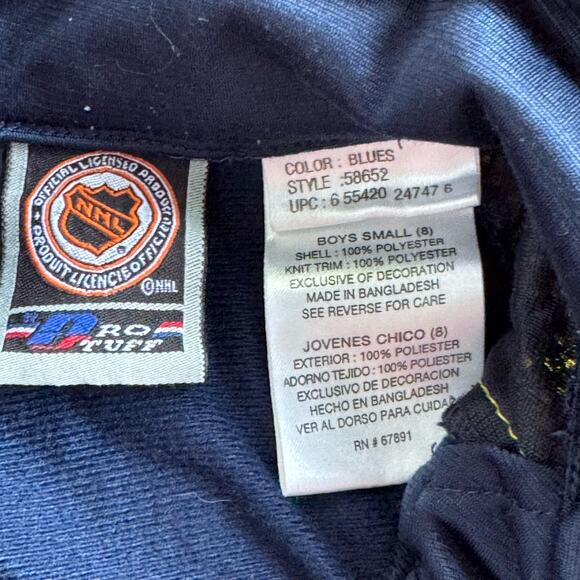 OFFICIAL LICENSED PRODUCT
NHL
PRODUIT LICENCIE OFFICIEL
©NHL
PRO
TUFF
COLOR : BLUES
STYLE :58652
UPC : 6 55420 24747 6
BOYS SMALL (8)
SHELL : 100% POLYESTER
KNIT TRIM : 100% POLYESTER
EXCLUSIVE OF DECORATION
MADE IN BANGLADESH
SEE REVERSE FOR CARE
JOVENES CHICO (8)
EXTERIOR : 100% POLYESTER
ADORNO TEJIDO : 100% POLYESTER
EXCLUSIVO DE DECORACION
HECHO EN BANGLADESH
VER AL DORSO PARA CUIDA
RN # 67891